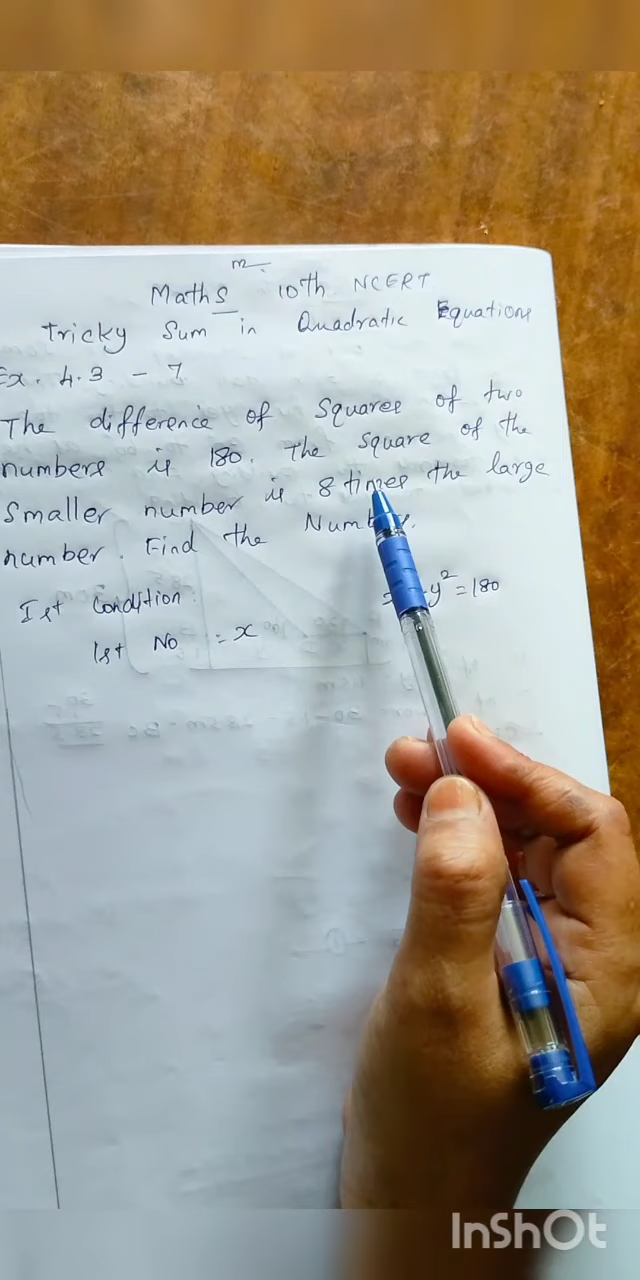 m
Maths 10th NCERT
Tricky Sum in Quadratic Equations
Ex. 4.3 - 7
The difference of Squares of two
numbers is 180. The square of the
Smaller number is 8 times the large
number. Find the
Ist Condition y² = 180
1st No = x
InShOt